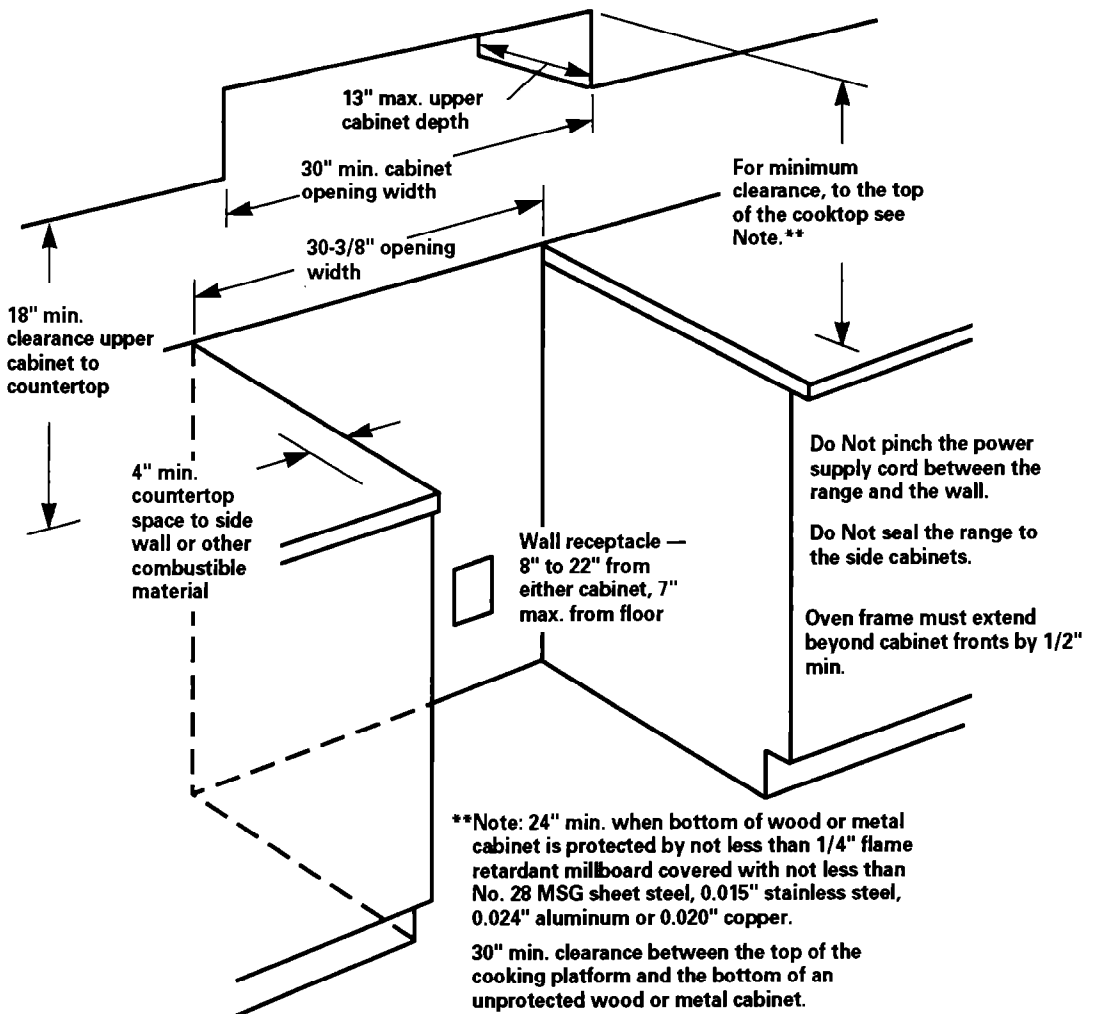 13" max. upper
cabinet depth
30" min. cabinet
opening width
For minimum
clearance, to the top
of the cooktop see
Note.**
30-3/8" opening
width
18" min.
clearance upper
cabinet to
countertop
4" min.
countertop
space to side
wall or other
combustible
material
Wall receptacle —
8" to 22" from
either cabinet, 7"
max. from floor
Do Not pinch the power
supply cord between the
range and the wall.
Do Not seal the range to
the side cabinets.
Oven frame must extend
beyond cabinet fronts by 1/2"
min.
**Note: 24" min. when bottom of wood or metal
cabinet is protected by not less than 1/4" flame
retardant millboard covered with not less than
No. 28 MSG sheet steel, 0.015" stainless steel,
0.024" aluminum or 0.020" copper.
30" min. clearance between the top of the
cooking platform and the bottom of an
unprotected wood or metal cabinet.